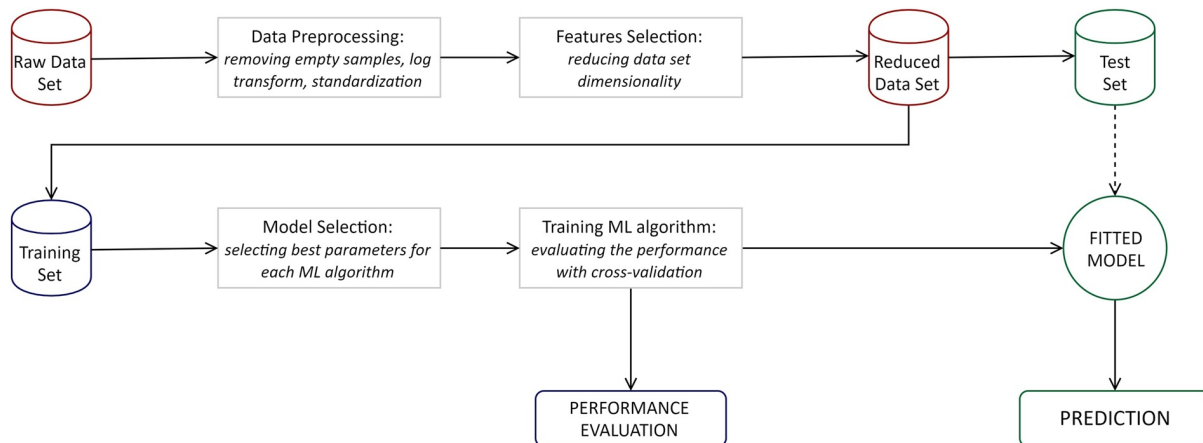 Raw Data
Set
Data Preprocessing:
removing empty samples, log
transform, standardization
Features Selection:
reducing data set
dimensionality
Reduced
Data Set
Test
Set
Training
Set
Model Selection:
selecting best parameters for
each ML algorithm
Training ML algorithm:
evaluating the performance
with cross-validation
FITTED
MODEL
PERFORMANCE
EVALUATION
PREDICTION